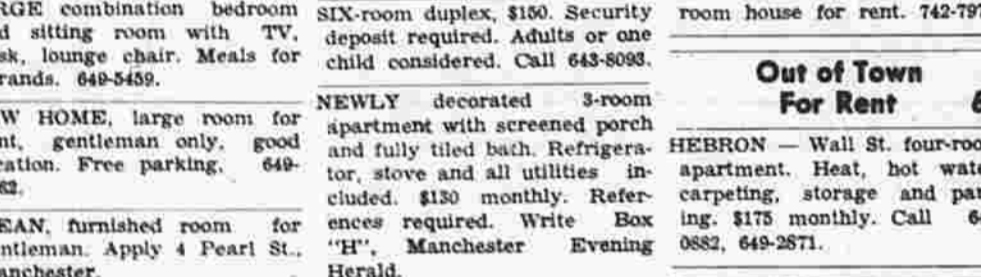 RGE combination bedroom
d sitting room with TV,
sk, lounge chair. Meals for
rands. 649-5459.
W HOME, large room for
nt, gentleman only, good
cation. Free parking. 649-
62.
EAN, furnished room for
ntleman. Apply 4 Pearl St.,
anchester.
SIX-room duplex, $150. Security
deposit required. Adults or one
child considered. Call 643-8093.
NEWLY decorated 3-room
apartment with screened porch
and fully tiled bath. Refrigera-
tor, stove and all utilities in-
cluded. $130 monthly. Refer-
ences required. Write Box
"H", Manchester Evening
Herald.
room house for rent. 742-797
Out of Town
For Rent 6
HEBRON — Wall St. four-roo
apartment. Heat, hot wate
carpeting, storage and par
ing. $175 monthly. Call 64
0882, 649-2871.